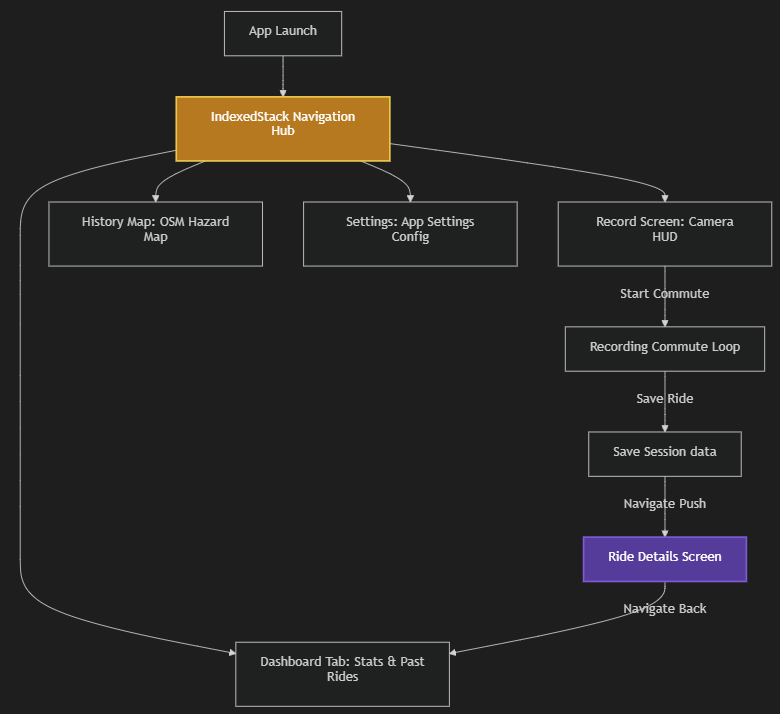 App Launch
IndexedStack Navigation
Hub
History Map: OSM Hazard
Map
Settings: App Settings
Config
Record Screen: Camera
HUD
Start Commute
Recording Commute Loop
Save Ride
Save Session data
Navigate Push
Ride Details Screen
Navigate Back
Dashboard Tab: Stats & Past
Rides